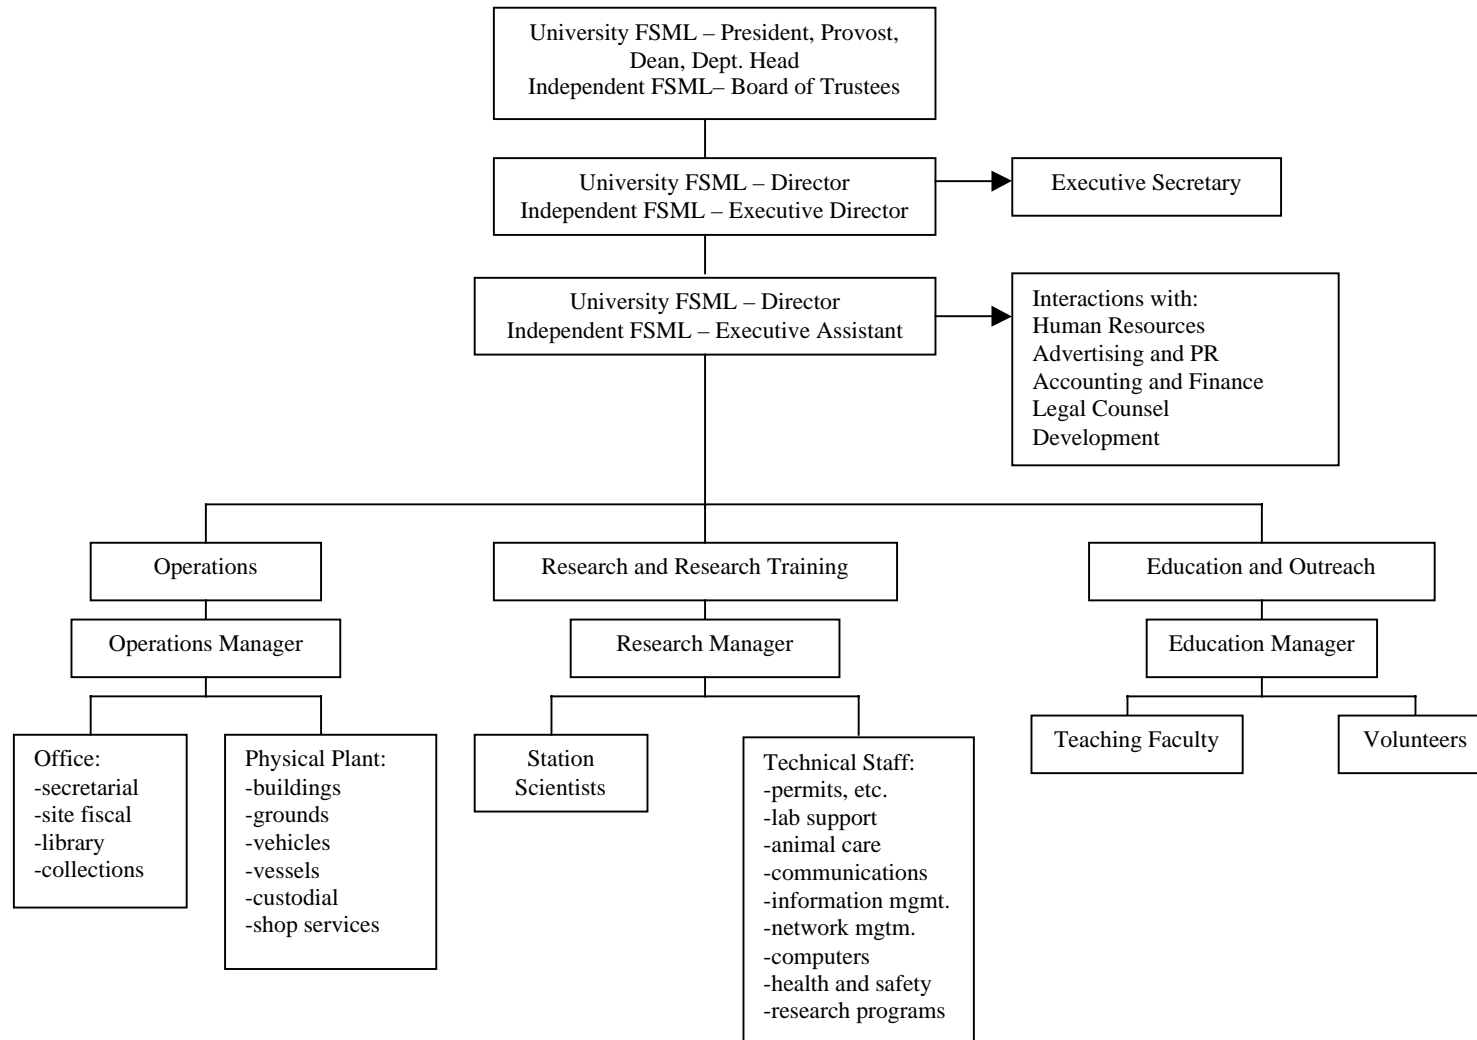 University FSML – President, Provost,
Dean, Dept. Head
Independent FSML– Board of Trustees
University FSML – Director
Independent FSML – Executive Director
Executive Secretary
University FSML – Director
Independent FSML – Executive Assistant
Interactions with:
Human Resources
Advertising and PR
Accounting and Finance
Legal Counsel
Development
Operations
Research and Research Training
Education and Outreach
Operations Manager
Research Manager
Education Manager
Office:
-secretarial
-site fiscal
-library
-collections
Physical Plant:
-buildings
-grounds
-vehicles
-vessels
-custodial
-shop services
Station
Scientists
Technical Staff:
-permits, etc.
-lab support
-animal care
-communications
-information mgmt.
-network mgtm.
-computers
-health and safety
-research programs
Teaching Faculty
Volunteers